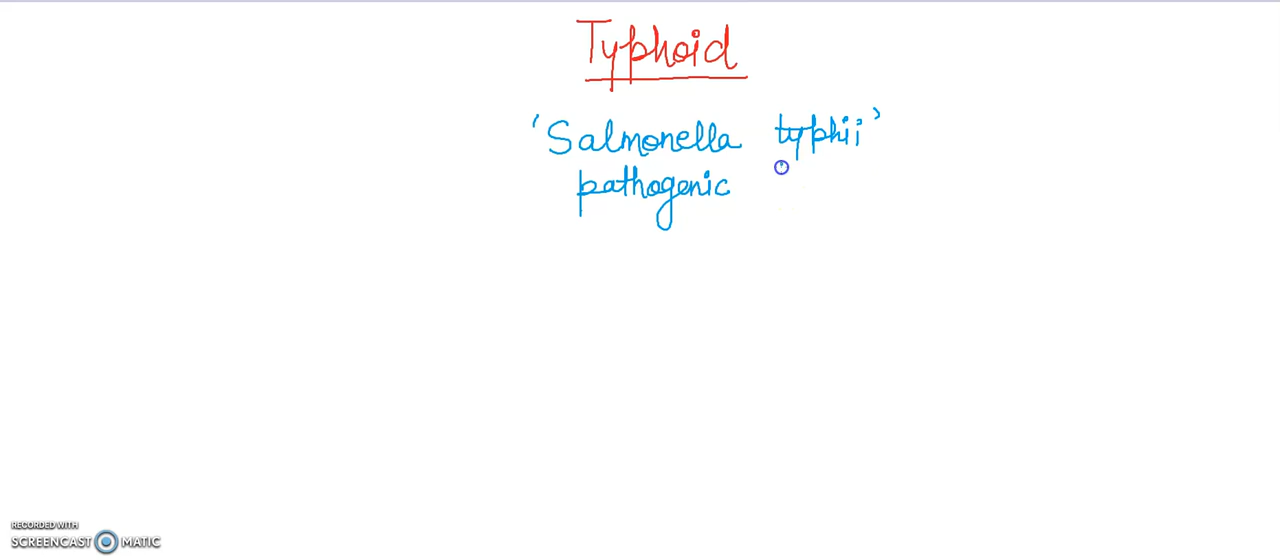 Typhoid
'Salmonella typhii'
pathogenic
RECORDED WITH
SCREENCAST MATIC